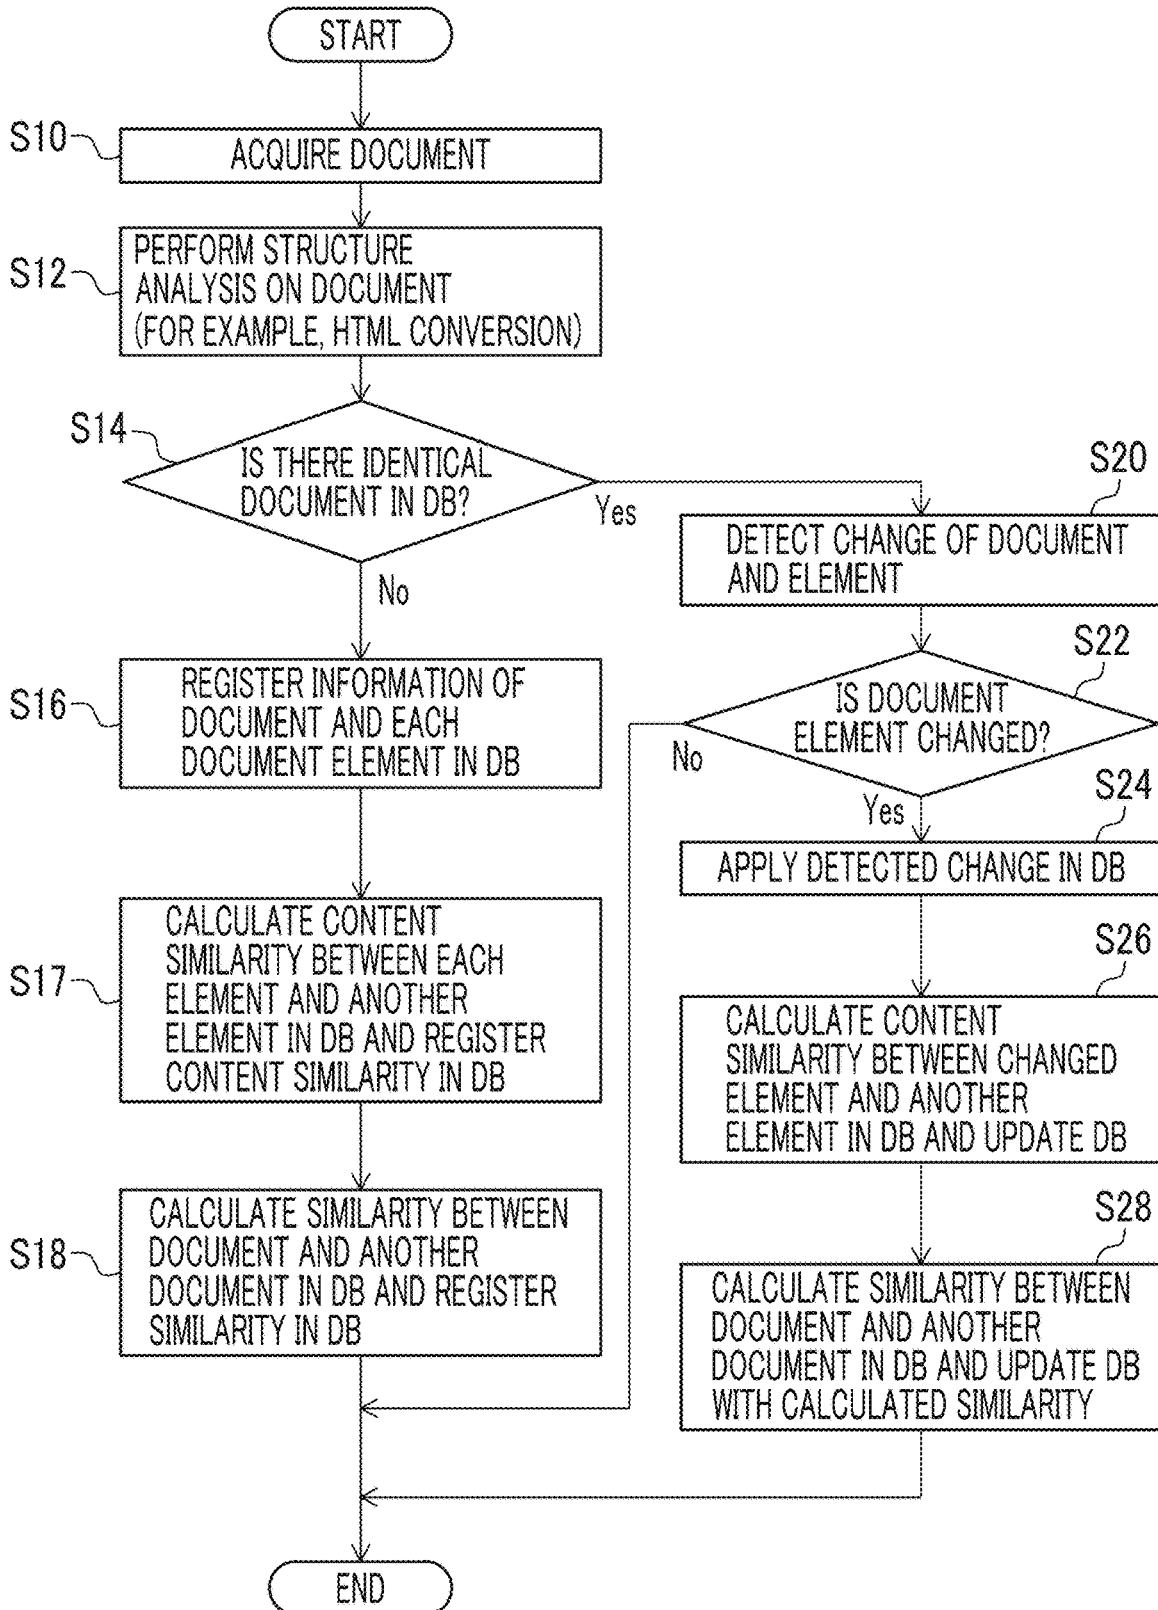 START
S10
ACQUIRE DOCUMENT
S12
PERFORM STRUCTURE
ANALYSIS ON DOCUMENT
(FOR EXAMPLE, HTML CONVERSION)
S14
IS THERE IDENTICAL
DOCUMENT IN DB?
Yes
No
S16
REGISTER INFORMATION OF
DOCUMENT AND EACH
DOCUMENT ELEMENT IN DB
S17
CALCULATE CONTENT
SIMILARITY BETWEEN EACH
ELEMENT AND ANOTHER
ELEMENT IN DB AND REGISTER
CONTENT SIMILARITY IN DB
S18
CALCULATE SIMILARITY BETWEEN
DOCUMENT AND ANOTHER
DOCUMENT IN DB AND REGISTER
SIMILARITY IN DB
S20
DETECT CHANGE OF DOCUMENT
AND ELEMENT
S22
IS DOCUMENT
ELEMENT CHANGED?
No
Yes
S24
APPLY DETECTED CHANGE IN DB
S26
CALCULATE CONTENT
SIMILARITY BETWEEN CHANGED
ELEMENT AND ANOTHER
ELEMENT IN DB AND UPDATE DB
S28
CALCULATE SIMILARITY BETWEEN
DOCUMENT AND ANOTHER
DOCUMENT IN DB AND UPDATE DB
WITH CALCULATED SIMILARITY
END